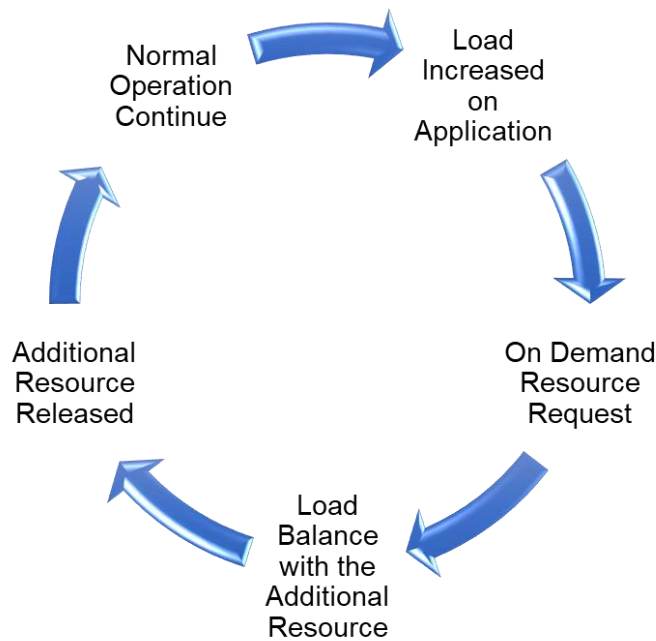 Normal
Operation
Continue
Load
Increased
on
Application
On Demand
Resource
Request
Load
Balance
with the
Additional
Resource
Additional
Resource
Released